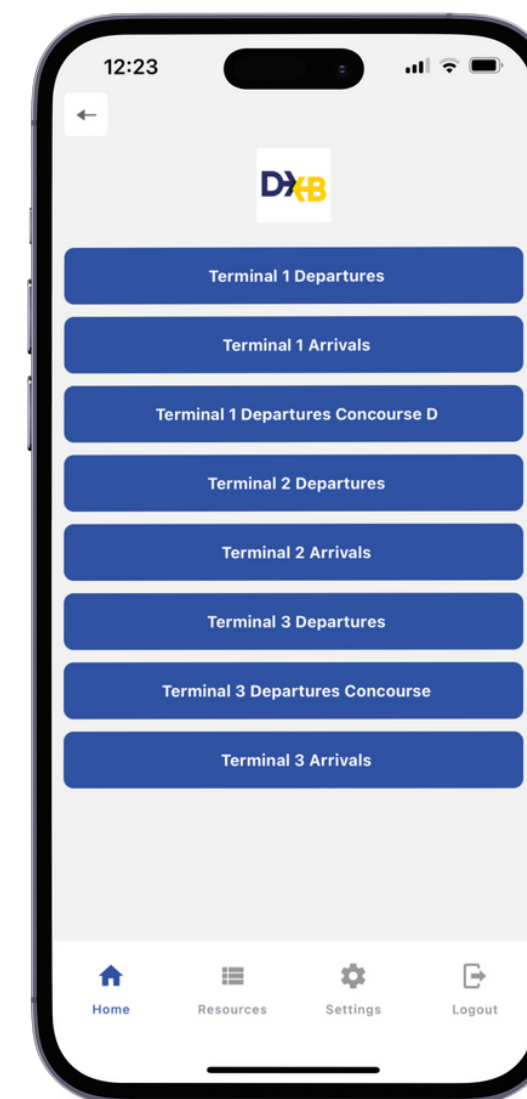 12:23
DXB
Terminal 1 Departures
Terminal 1 Arrivals
Terminal 1 Departures Concourse D
Terminal 2 Departures
Terminal 2 Arrivals
Terminal 3 Departures
Terminal 3 Departures Concourse
Terminal 3 Arrivals
Home Resources Settings Logout